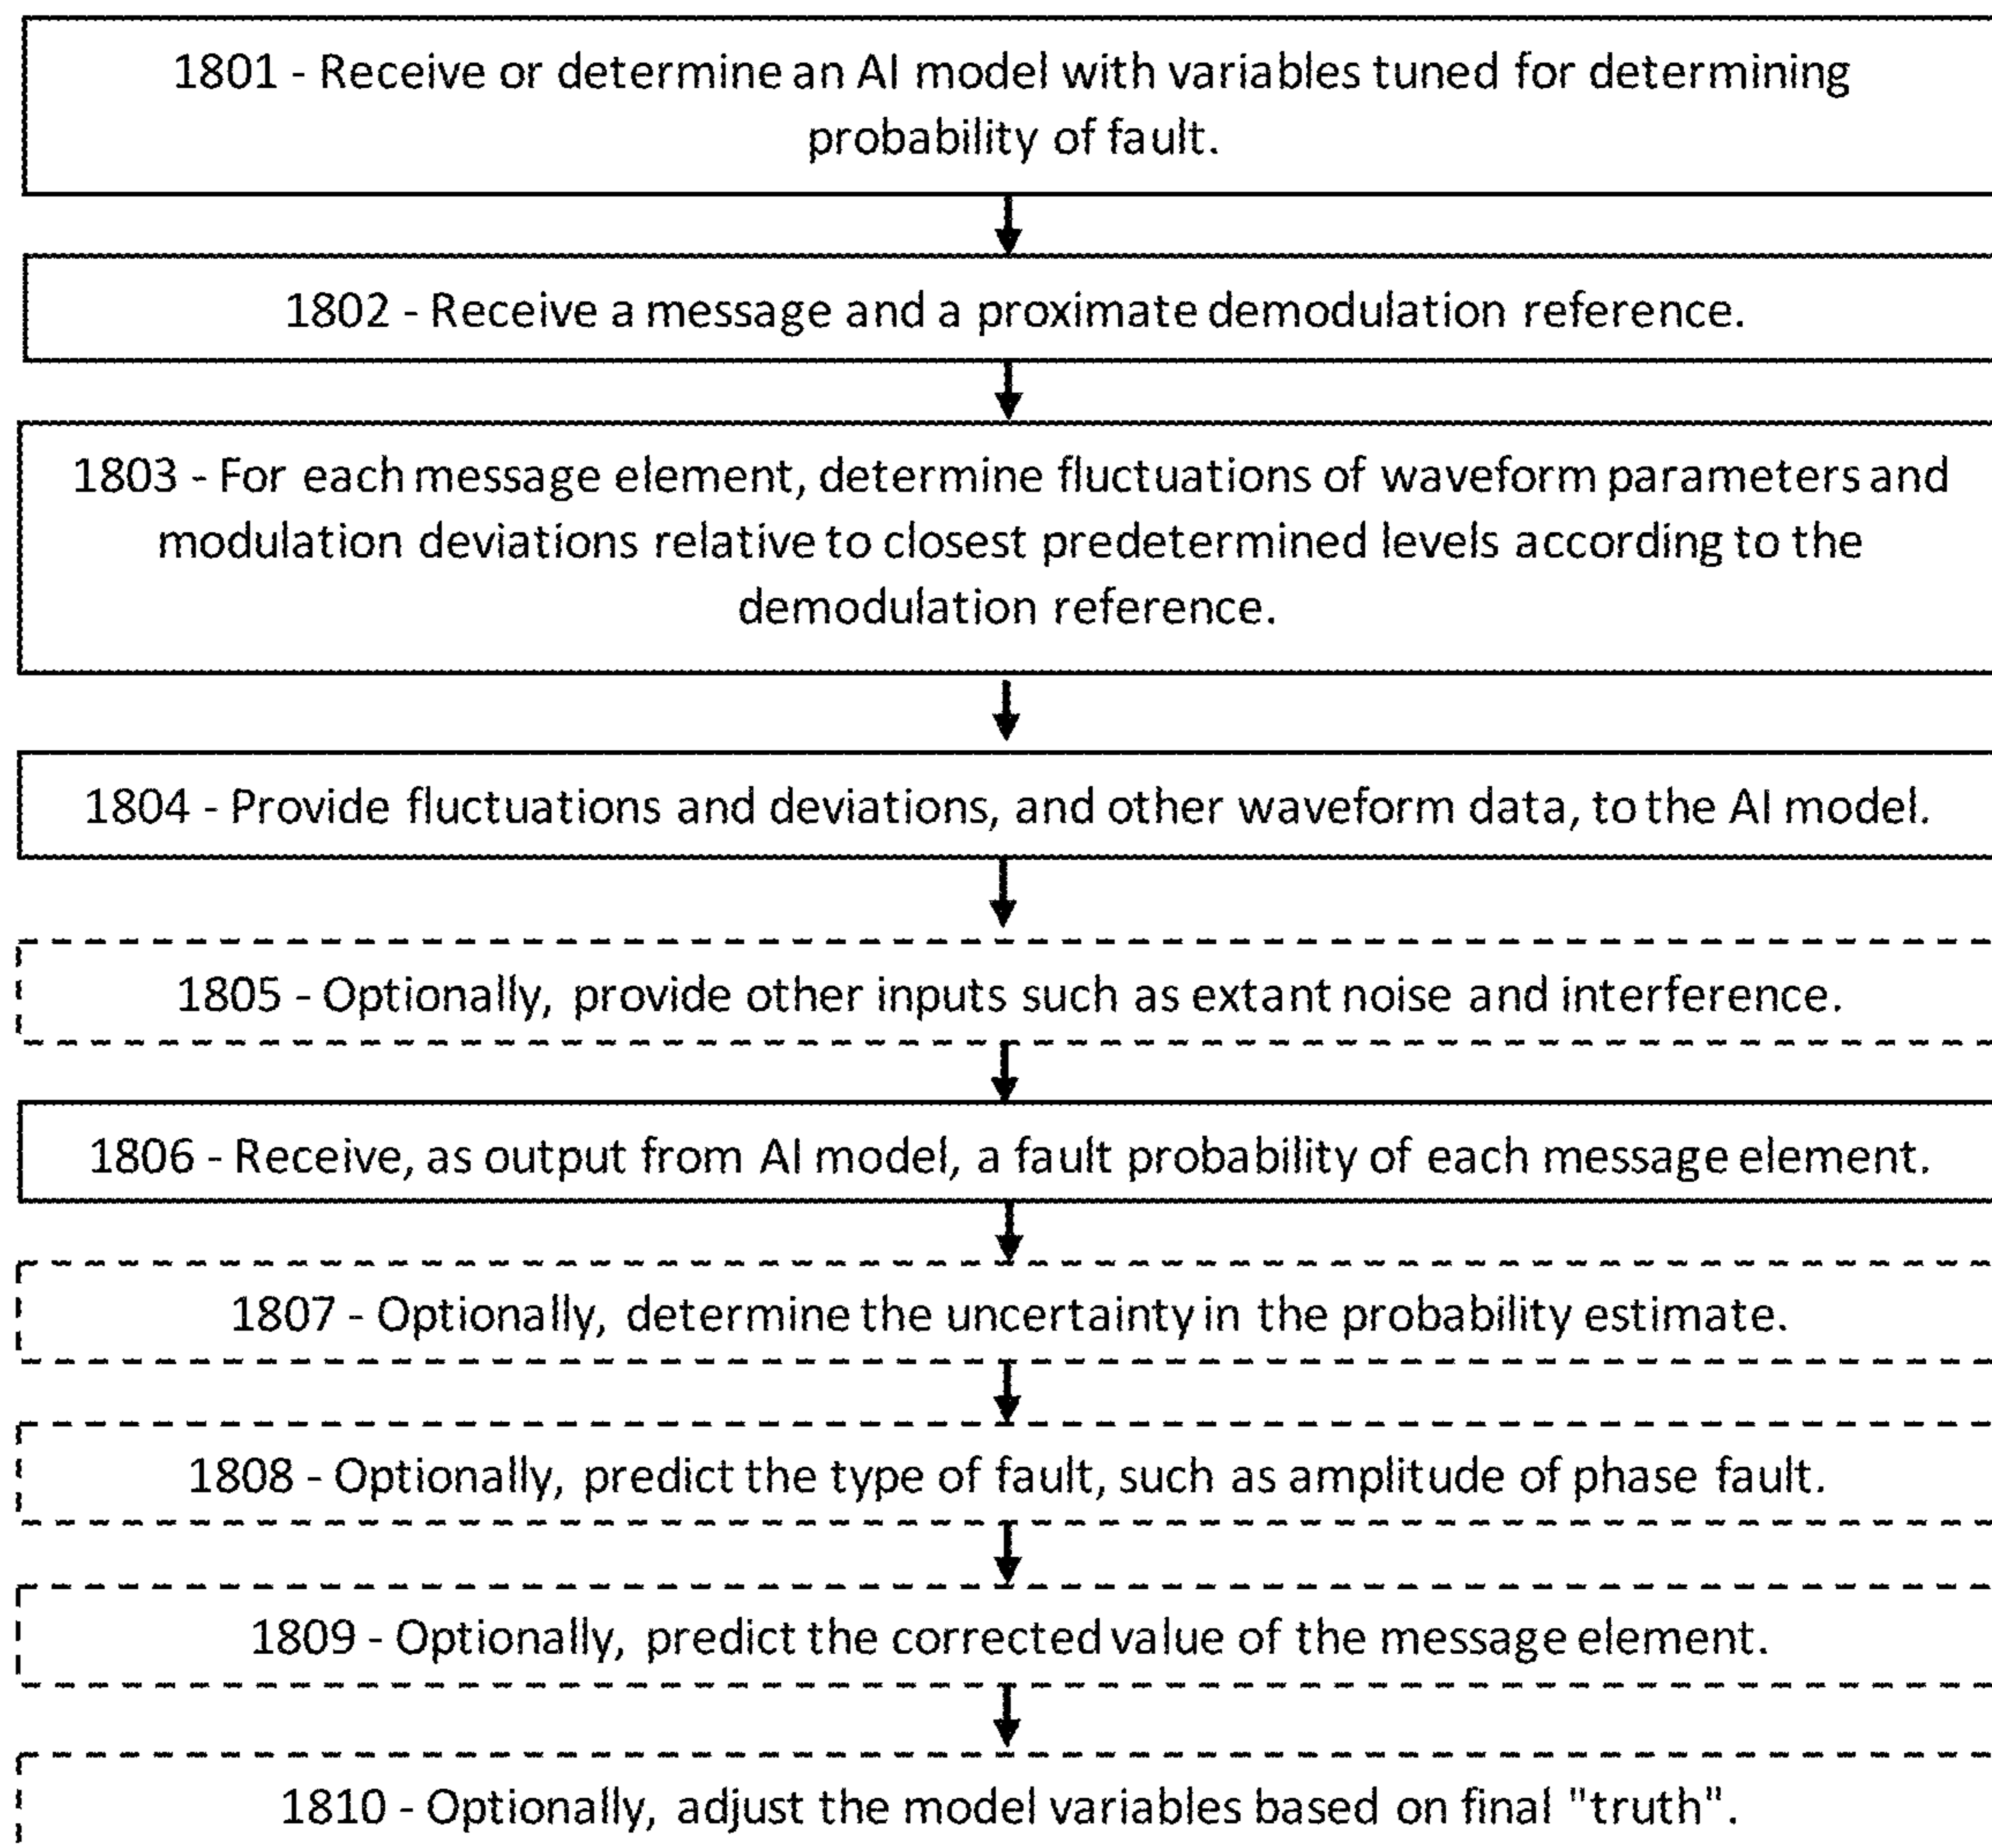 1801 - Receive or determine an AI model with variables tuned for determining
probability of fault.
1802 - Receive a message and a proximate demodulation reference.
1803 - For each message element, determine fluctuations of waveform parameters and
modulation deviations relative to closest predetermined levels according to the
demodulation reference.
1804 - Provide fluctuations and deviations, and other waveform data, to the AI model.
1805 - Optionally, provide other inputs such as extant noise and interference.
1806 - Receive, as output from AI model, a fault probability of each message element.
1807 - Optionally, determine the uncertainty in the probability estimate.
1808 - Optionally, predict the type of fault, such as amplitude of phase fault.
1809 - Optionally, predict the corrected value of the message element.
1810 - Optionally, adjust the model variables based on final "truth".